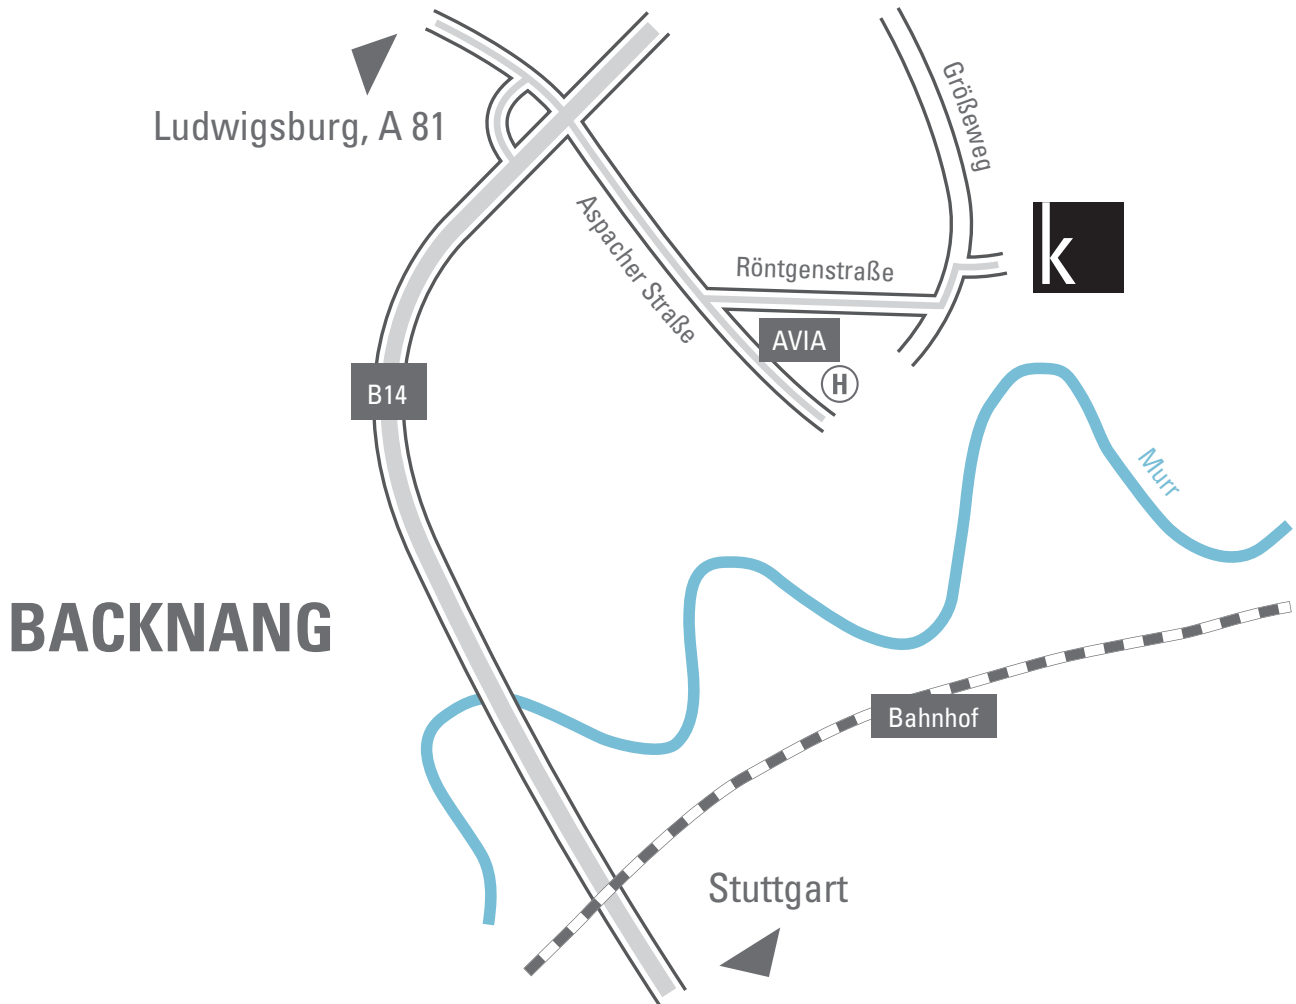 Größeweg
Ludwigsburg, A 81
Aspacher Straße
Röntgenstraße
k
AVIA
H
B14
Murr
BACKNANG
Bahnhof
Stuttgart